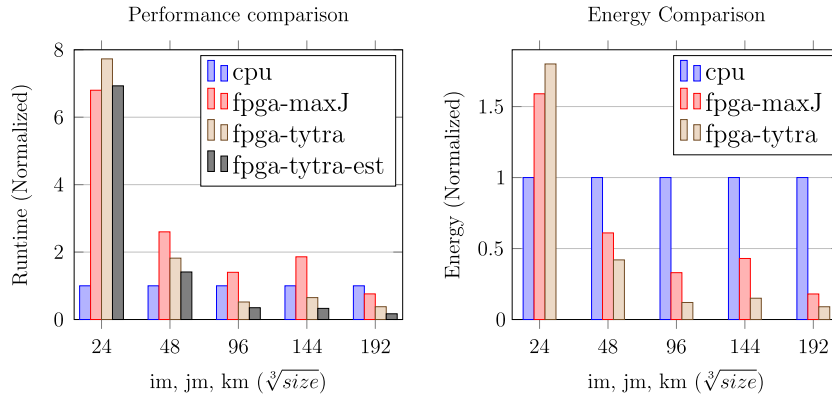 Performance comparison
Runtime (Normalized)
8
6
4
2
0
cpu
fpga-maxJ
fpga-tytra
fpga-tytra-est
24 48 96 144 192
im, jm, km (∛size)
Energy Comparison
Energy (Normalized)
1.5
1
0.5
0
cpu
fpga-maxJ
fpga-tytra
24 48 96 144 192
im, jm, km (∛size)